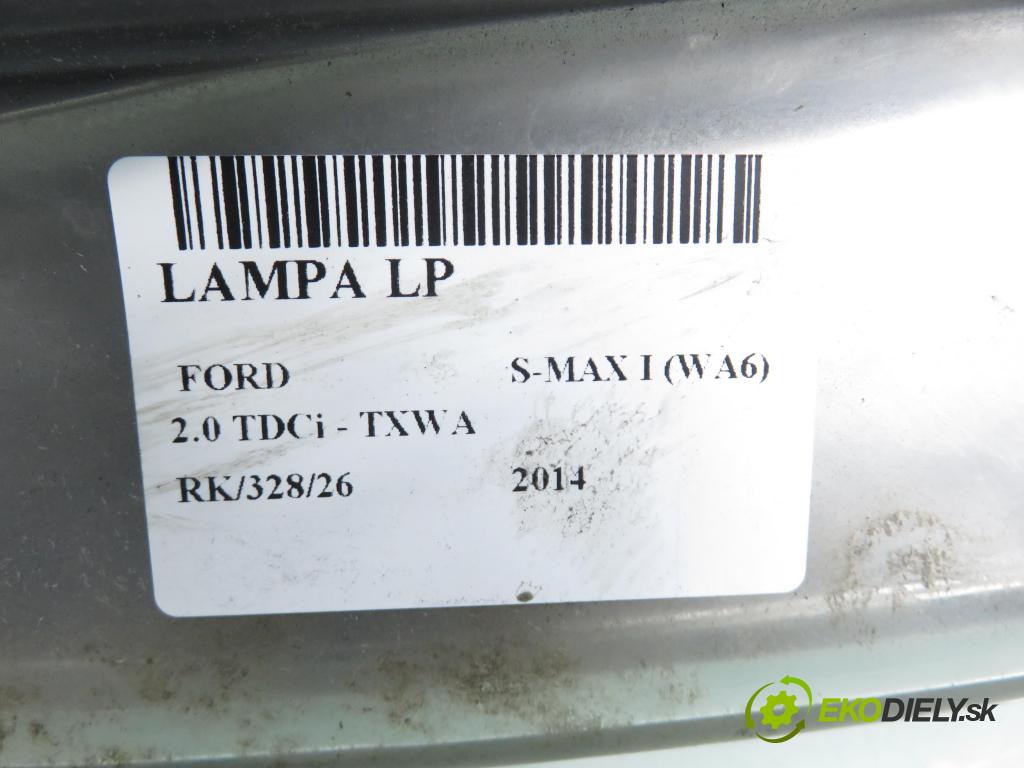 LAMPA LP
FORD S-MAX I (WA6)
2.0 TDCi - TXWA
RK/328/26 2014
EKODIELY.sk